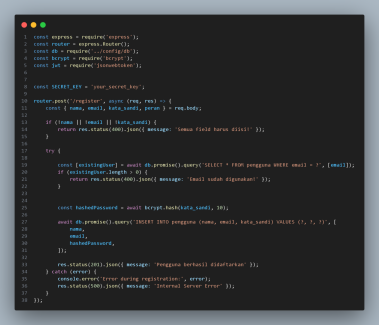 1 const express = require('express');
2 const router = express.Router();
3 const db = require('../config/db');
4 const bcrypt = require('bcrypt');
5 const jwt = require('jsonwebtoken');
6
7
8 const SECRET_KEY = 'your_secret_key';
9
10 router.post('/register', async (req, res) => {
11 const { nama, email, kata_sandi, peran } = req.body;
12
13 if (!nama || !email || !kata_sandi) {
14 return res.status(400).json({ message: 'Semua field harus diisi!' });
15 }
16
17 try {
18
19 const [existingUser] = await db.promise().query('SELECT * FROM pengguna WHERE email = ?', [email]);
20 if (existingUser.length > 0) {
21 return res.status(400).json({ message: 'Email sudah digunakan!' });
22 }
23
24
25 const hashedPassword = await bcrypt.hash(kata_sandi, 10);
26
27 await db.promise().query('INSERT INTO pengguna (nama, email, kata_sandi) VALUES (?, ?, ?)', [
28 nama,
29 email,
30 hashedPassword,
31 ]);
32
33 res.status(201).json({ message: 'Pengguna berhasil didaftarkan' });
34 } catch (error) {
35 console.error('Error during registration:', error);
36 res.status(500).json({ message: 'Internal Server Error' });
37 }
38 });